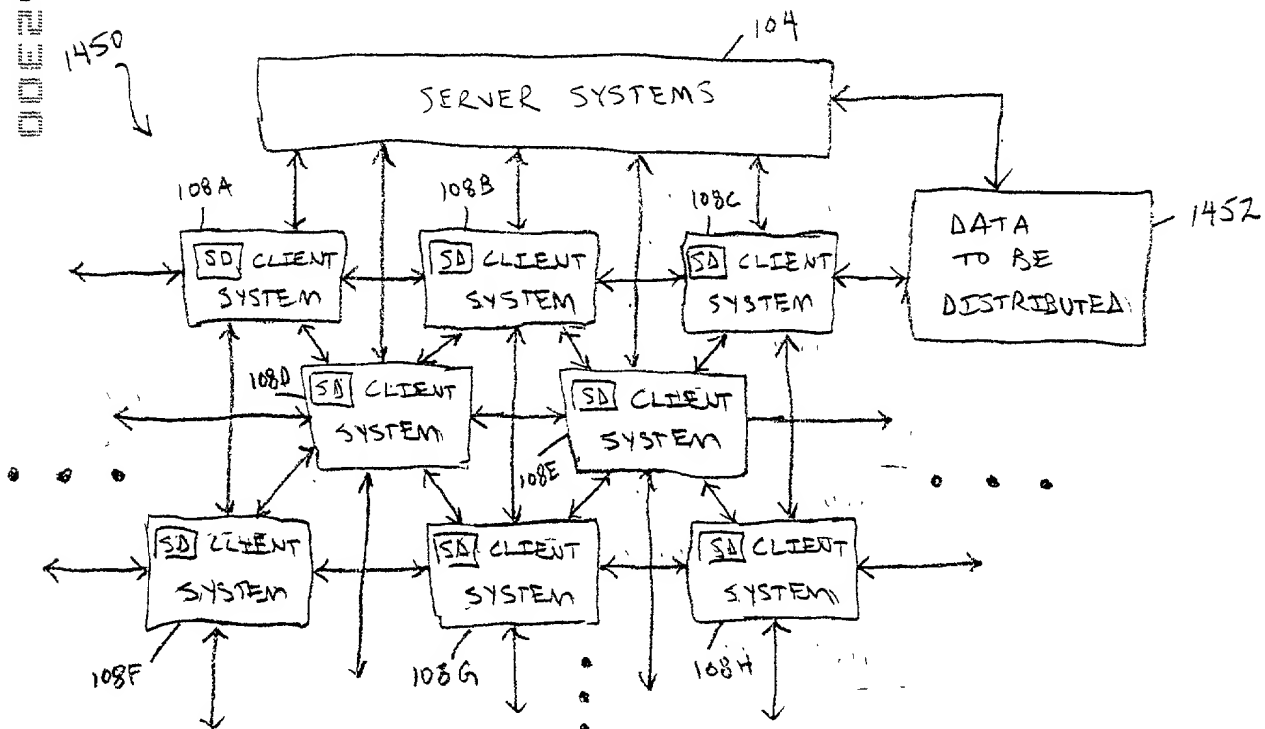 1450
104
SERVER SYSTEMS
108A
108B
108C
1452
SD CLIENT
SYSTEM
SD CLIENT
SYSTEM
SD CLIENT
SYSTEM
DATA
TO BE
DISTRIBUTED
108D
SD CLIENT
SYSTEM
SD CLIENT
SYSTEM
108E
SD CLIENT
SYSTEM
SD CLIENT
SYSTEM
SD CLIENT
SYSTEM
108F
108G
108H